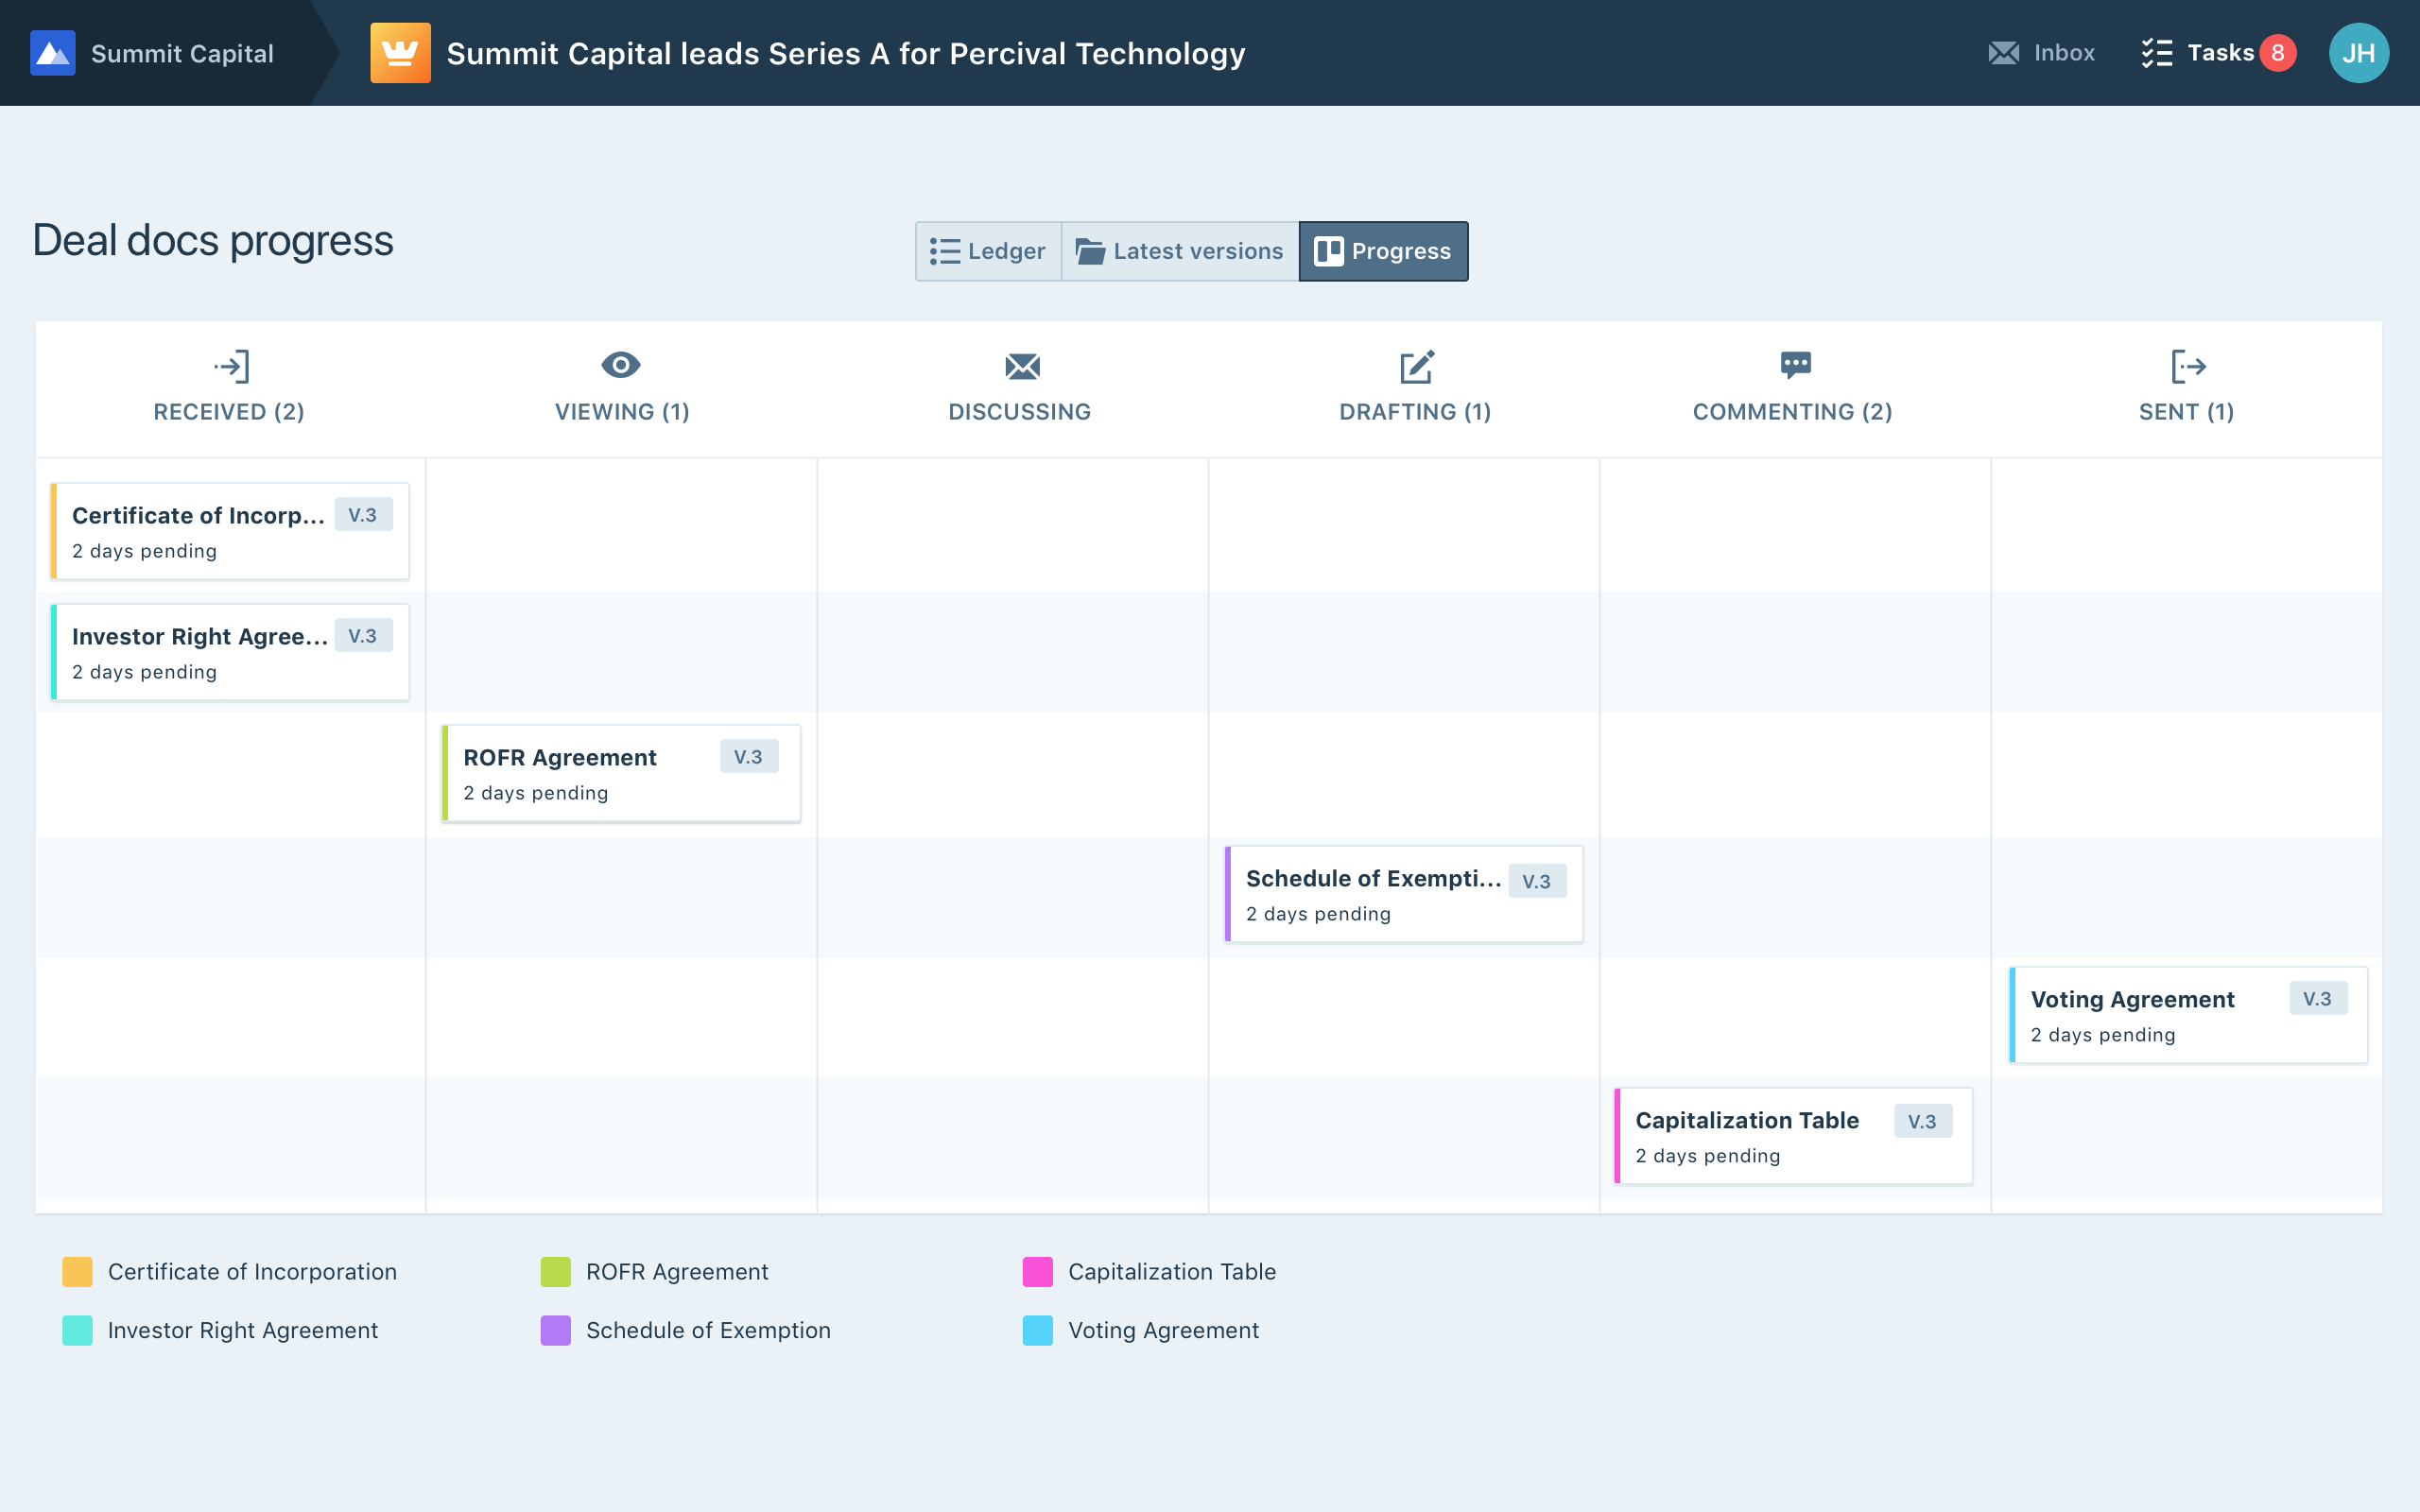 Summit Capital
Summit Capital leads Series A for Percival Technology
Inbox
Tasks 8
JH
Deal docs progress
Ledger
Latest versions
Progress
RECEIVED (2)
VIEWING (1)
DISCUSSING
DRAFTING (1)
COMMENTING (2)
SENT (1)
Certificate of Incorp... V.3
2 days pending
Investor Right Agree... V.3
2 days pending
ROFR Agreement V.3
2 days pending
Schedule of Exempti... V.3
2 days pending
Voting Agreement V.3
2 days pending
Capitalization Table V.3
2 days pending
Certificate of Incorporation
ROFR Agreement
Capitalization Table
Investor Right Agreement
Schedule of Exemption
Voting Agreement